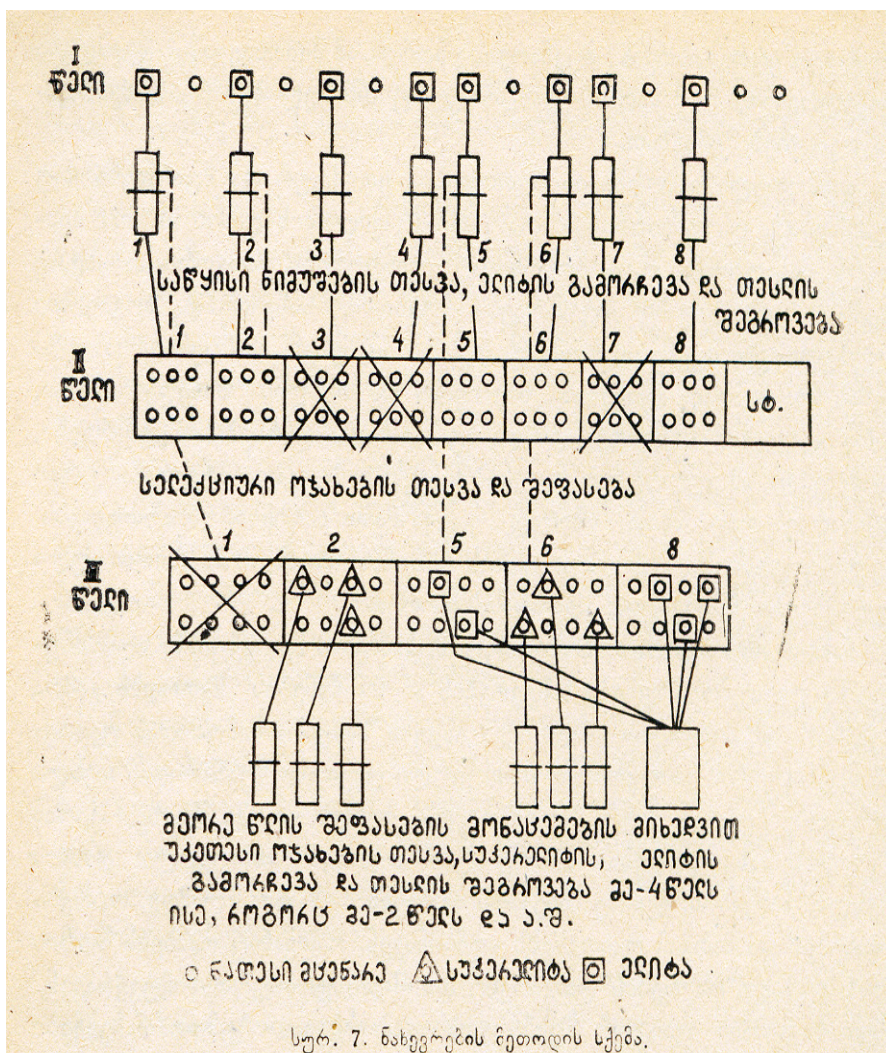 I
წელი
1 2 3 4 5 6 7 8
საწყისი ნიმუშების თესვა, ელიტის გამორჩევა და თესლის
შეგროვება
II
წელი
1 2 3 4 5 6 7 8
სტ.
სელექციური ოჯახების თესვა და შეფასება
III
წელი
1 2 5 6 8
მეორე წლის შეფასების მონაცემების მიხედვით
უკეთესი ოჯახების თესვა, სუპერელიტის, ელიტის
გამორჩევა და თესლის შეგროვება მე-4 წელს
ისე, როგორც მე-2 წელს და ა.შ.
ნათესი მცენარე სუპერელიტა ელიტა
სურ. 7. ნახევრების მეთოდის სქემა.